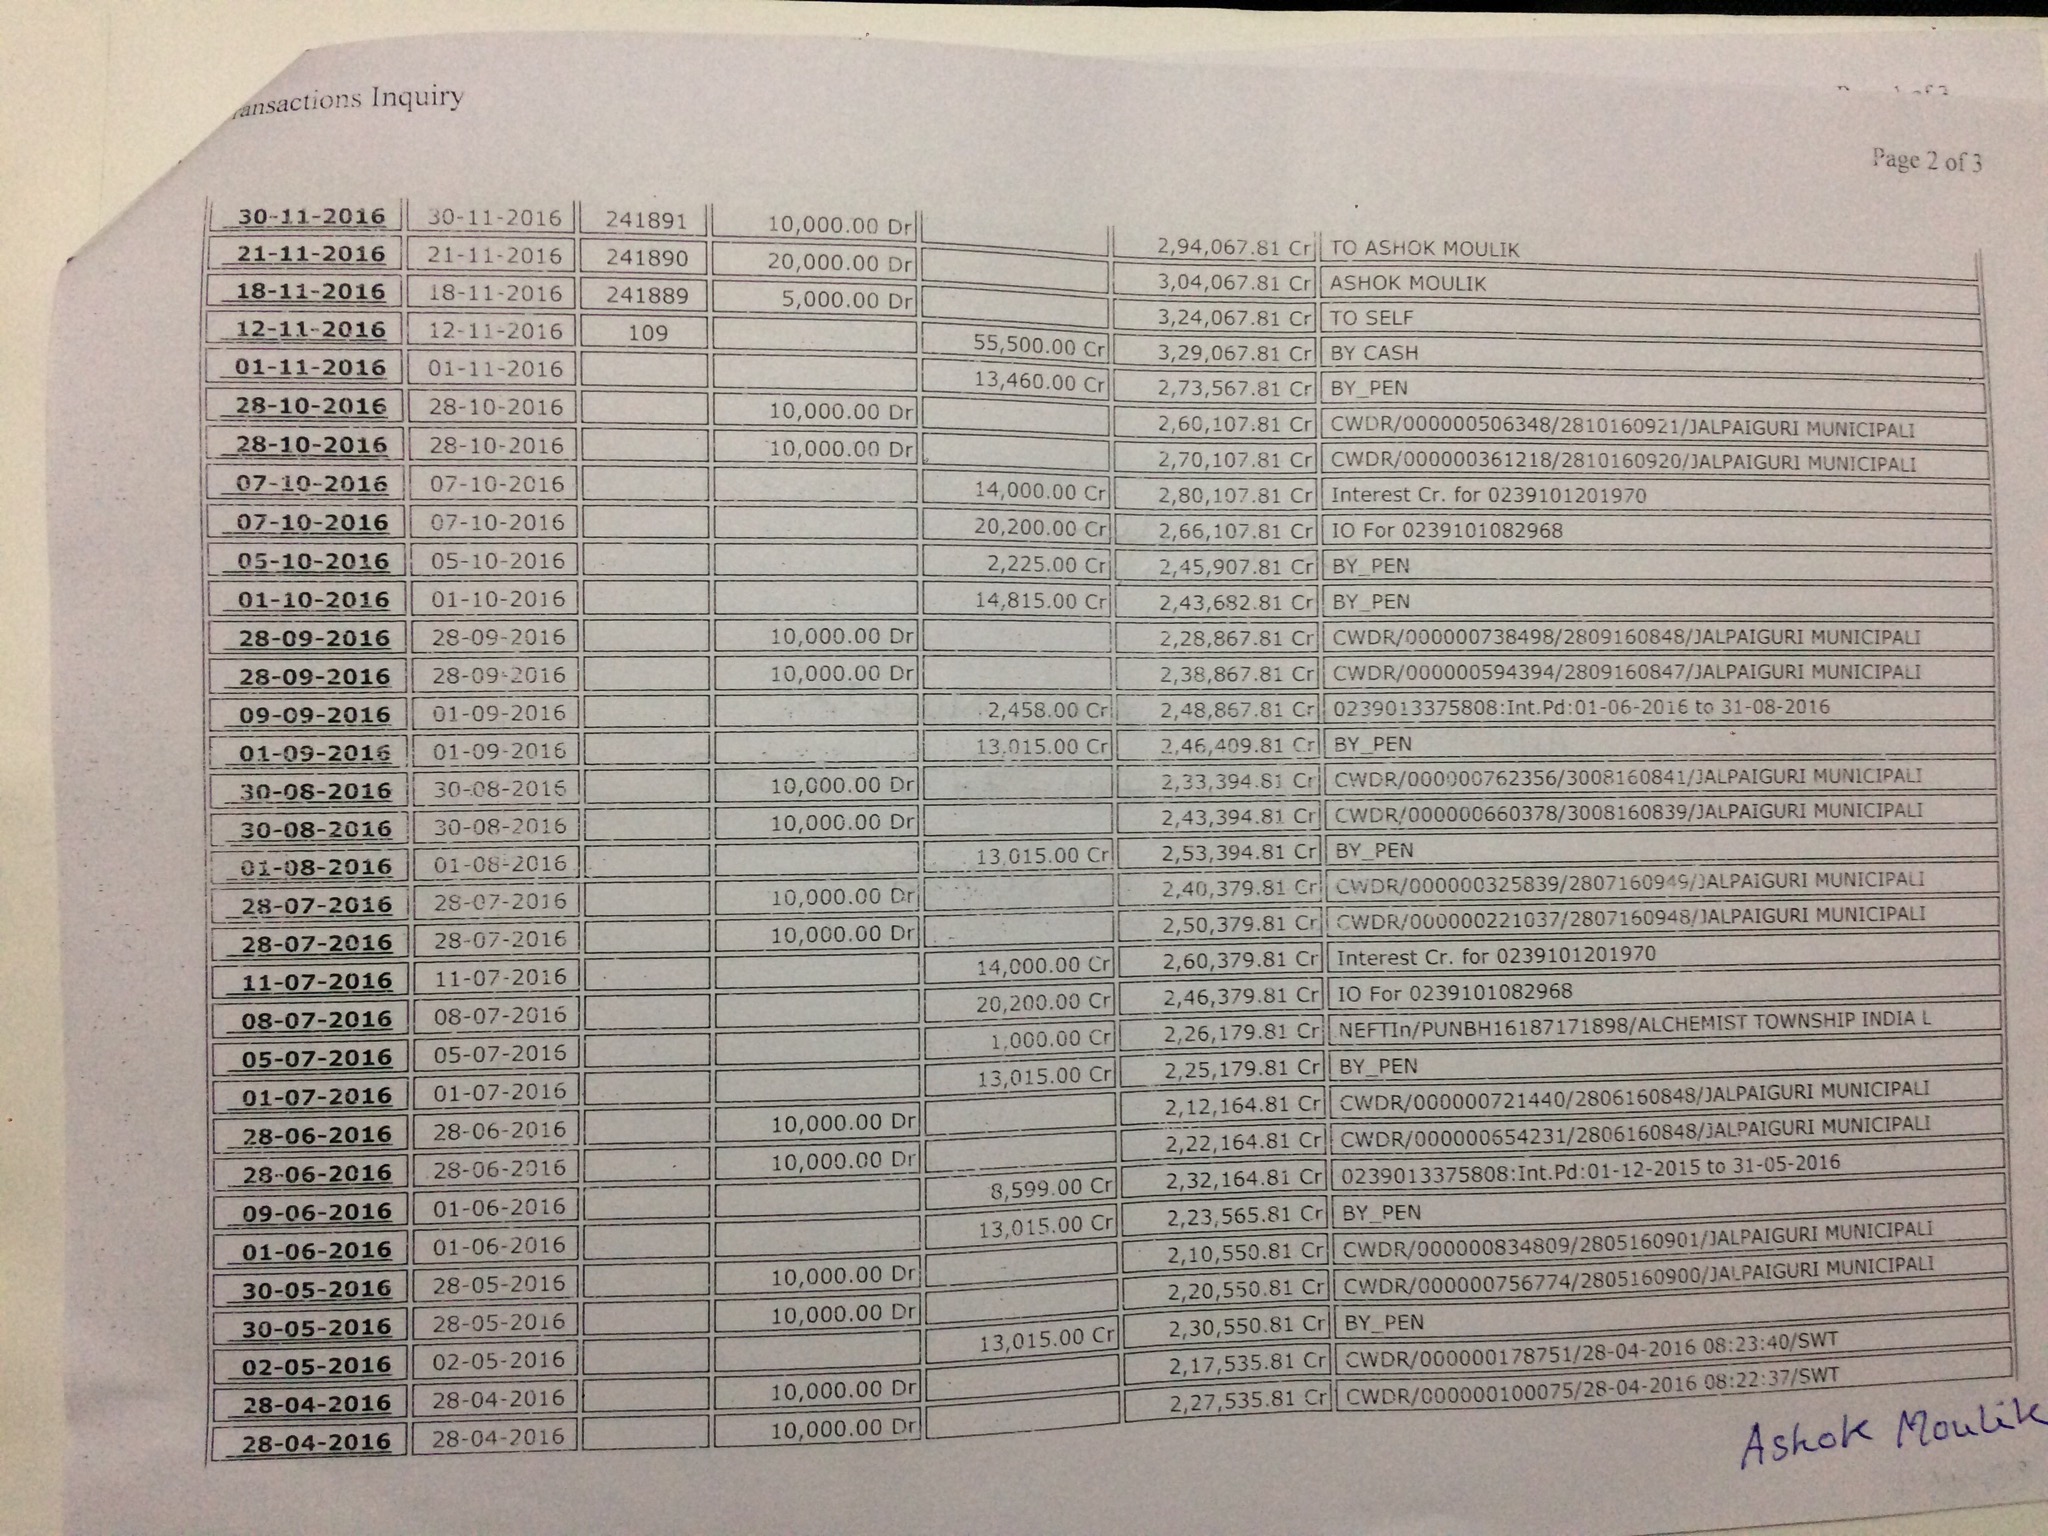 ansactions Inquiry
Page 2 of 3
30-11-2016 30-11-2016 241891 10,000.00 Dr 2,94,067.81 Cr TO ASHOK MOULIK
21-11-2016 21-11-2016 241890 20,000.00 Dr 3,04,067.81 Cr ASHOK MOULIK
18-11-2016 18-11-2016 241889 5,000.00 Dr 3,24,067.81 Cr TO SELF
12-11-2016 12-11-2016 109 55,500.00 Cr 3,29,067.81 Cr BY CASH
01-11-2016 01-11-2016 13,460.00 Cr 2,73,567.81 Cr BY_PEN
28-10-2016 28-10-2016 10,000.00 Dr 2,60,107.81 Cr CWDR/000000506348/2810160921/JALPAIGURI MUNICIPALI
28-10-2016 28-10-2016 10,000.00 Dr 2,70,107.81 Cr CWDR/000000361218/2810160920/JALPAIGURI MUNICIPALI
07-10-2016 07-10-2016 14,000.00 Cr 2,80,107.81 Cr Interest Cr. for 0239101201970
07-10-2016 07-10-2016 20,200.00 Cr 2,66,107.81 Cr IO For 0239101082968
05-10-2016 05-10-2016 2,225.00 Cr 2,45,907.81 Cr BY_PEN
01-10-2016 01-10-2016 14,815.00 Cr 2,43,682.81 Cr BY_PEN
28-09-2016 28-09-2016 10,000.00 Dr 2,28,867.81 Cr CWDR/000000738498/2809160848/JALPAIGURI MUNICIPALI
28-09-2016 28-09-2016 10,000.00 Dr 2,38,867.81 Cr CWDR/000000594394/2809160847/JALPAIGURI MUNICIPALI
09-09-2016 01-09-2016 2,458.00 Cr 2,48,867.81 Cr 0239013375808:Int.Pd:01-06-2016 to 31-08-2016
01-09-2016 01-09-2016 13,015.00 Cr 2,46,409.81 Cr BY_PEN
30-08-2016 30-08-2016 10,000.00 Dr 2,33,394.81 Cr CWDR/000000762356/3008160841/JALPAIGURI MUNICIPALI
30-08-2016 30-08-2016 10,000.00 Dr 2,43,394.81 Cr CWDR/000000660378/3008160839/JALPAIGURI MUNICIPALI
01-08-2016 01-08-2016 13,015.00 Cr 2,53,394.81 Cr BY_PEN
28-07-2016 28-07-2016 10,000.00 Dr 2,40,379.81 Cr CWDR/000000325839/2807160949/JALPAIGURI MUNICIPALI
28-07-2016 28-07-2016 10,000.00 Dr 2,50,379.81 Cr CWDR/000000221037/2807160948/JALPAIGURI MUNICIPALI
11-07-2016 11-07-2016 14,000.00 Cr 2,60,379.81 Cr Interest Cr. for 0239101201970
08-07-2016 08-07-2016 20,200.00 Cr 2,46,379.81 Cr IO For 0239101082968
05-07-2016 05-07-2016 1,000.00 Cr 2,26,179.81 Cr NEFTIn/PUNBH16187171898/ALCHEMIST TOWNSHIP INDIA L
01-07-2016 01-07-2016 13,015.00 Cr 2,25,179.81 Cr BY_PEN
28-06-2016 28-06-2016 10,000.00 Dr 2,12,164.81 Cr CWDR/000000721440/2806160848/JALPAIGURI MUNICIPALI
28-06-2016 28-06-2016 10,000.00 Dr 2,22,164.81 Cr CWDR/000000654231/2806160848/JALPAIGURI MUNICIPALI
09-06-2016 01-06-2016 8,599.00 Cr 2,32,164.81 Cr 0239013375808:Int.Pd:01-12-2015 to 31-05-2016
01-06-2016 01-06-2016 13,015.00 Cr 2,23,565.81 Cr BY_PEN
30-05-2016 28-05-2016 10,000.00 Dr 2,10,550.81 Cr CWDR/000000834809/2805160901/JALPAIGURI MUNICIPALI
30-05-2016 28-05-2016 10,000.00 Dr 2,20,550.81 Cr CWDR/000000756774/2805160900/JALPAIGURI MUNICIPALI
02-05-2016 02-05-2016 13,015.00 Cr 2,30,550.81 Cr BY_PEN
28-04-2016 28-04-2016 10,000.00 Dr 2,17,535.81 Cr CWDR/000000178751/28-04-2016 08:23:40/SWT
28-04-2016 28-04-2016 10,000.00 Dr 2,27,535.81 Cr CWDR/000000100075/28-04-2016 08:22:37/SWT
Ashok Moulik